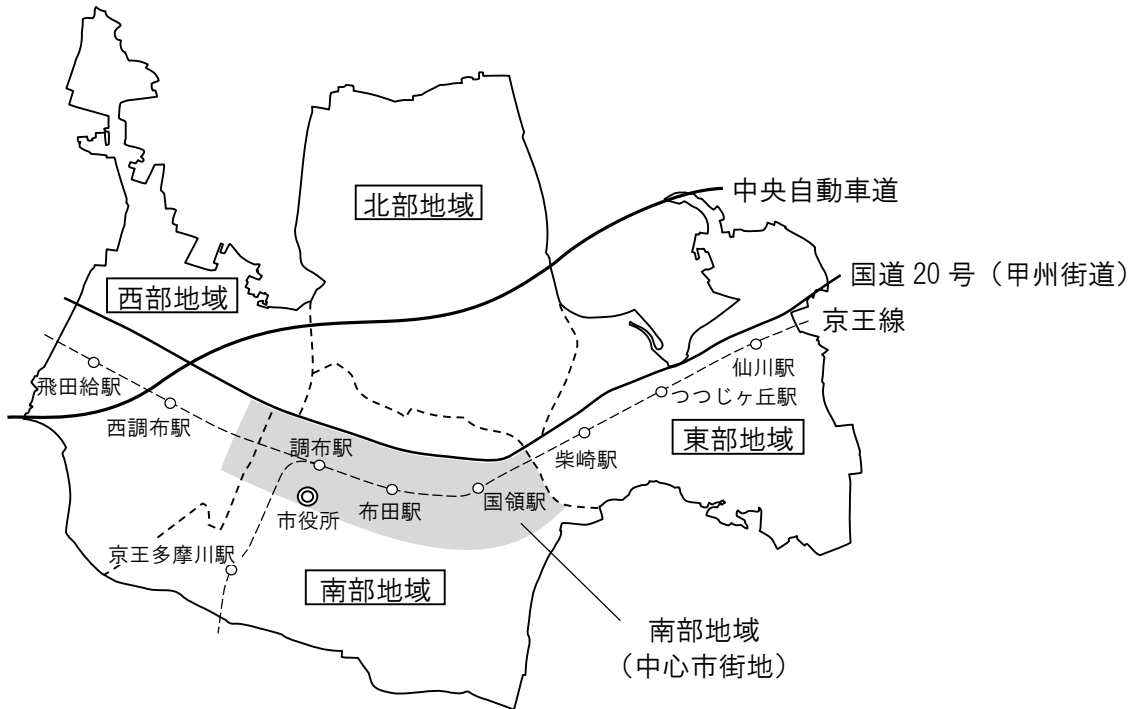 中央自動車道
北部地域
国道 20 号（甲州街道）
西部地域
京王線
仙川駅
飛田給駅
つつじヶ丘駅
西調布駅
東部地域
調布駅
柴崎駅
国領駅
布田駅
市役所
京王多摩川駅
南部地域
南部地域
（中心市街地）